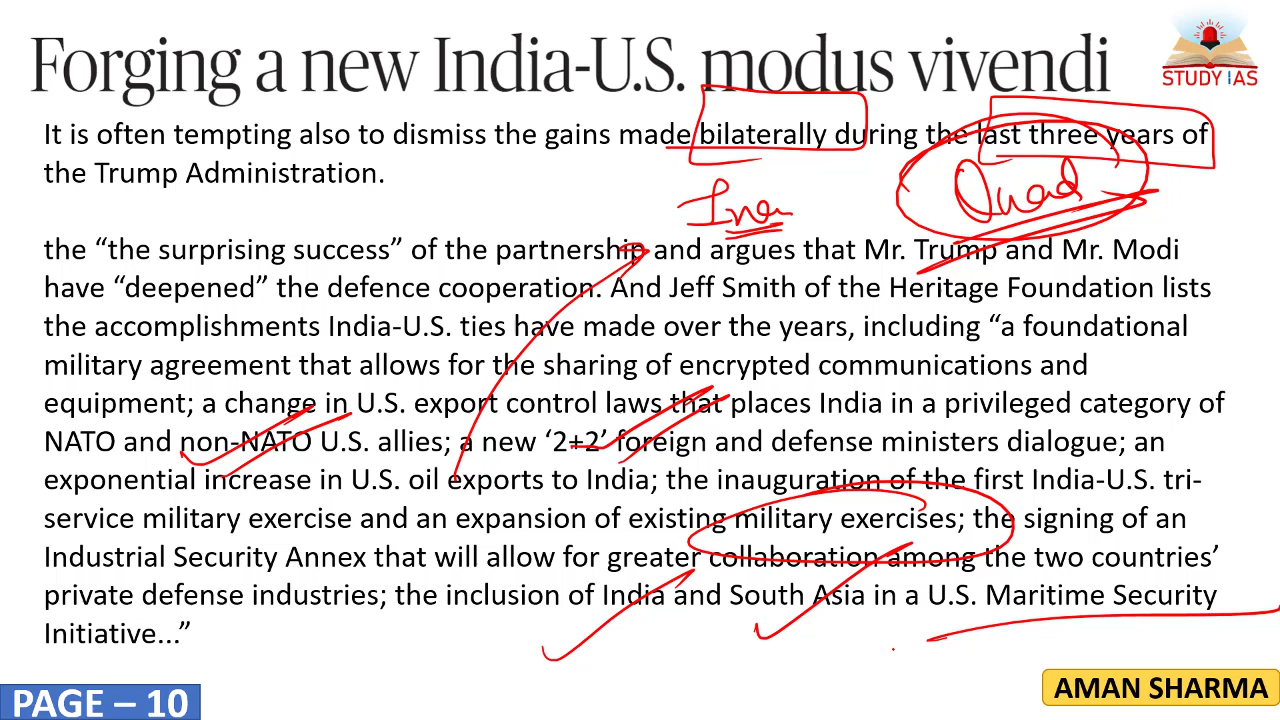 Forging a new India-U.S. modus vivendi
STUDY IAS
It is often tempting also to dismiss the gains made bilaterally during the last three years of
the Trump Administration.
Quad
the “the surprising success” of the partnership and argues that Mr. Trump and Mr. Modi
have “deepened” the defence cooperation. And Jeff Smith of the Heritage Foundation lists
the accomplishments India-U.S. ties have made over the years, including “a foundational
military agreement that allows for the sharing of encrypted communications and
equipment; a change in U.S. export control laws that places India in a privileged category of
NATO and non-NATO U.S. allies; a new ‘2+2’ foreign and defense ministers dialogue; an
exponential increase in U.S. oil exports to India; the inauguration of the first India-U.S. tri-
service military exercise and an expansion of existing military exercises; the signing of an
Industrial Security Annex that will allow for greater collaboration among the two countries’
private defense industries; the inclusion of India and South Asia in a U.S. Maritime Security
Initiative...”
PAGE – 10
AMAN SHARMA